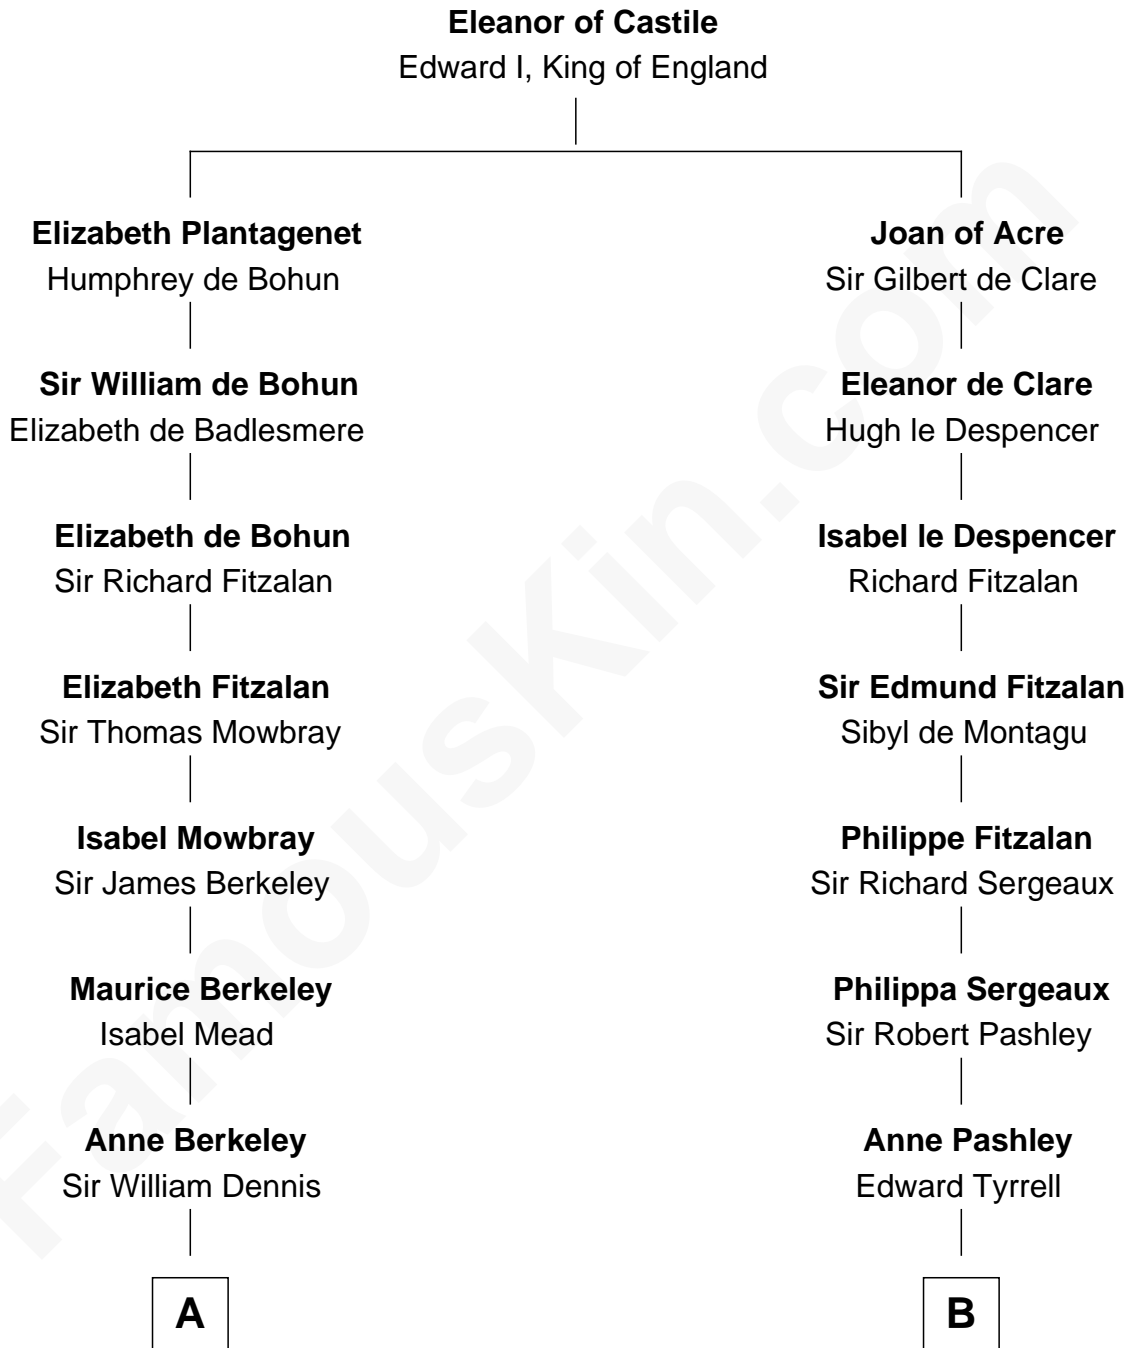 Eleanor of Castile
Edward I, King of England
Elizabeth Plantagenet
Humphrey de Bohun
Joan of Acre
Sir Gilbert de Clare
Sir William de Bohun
Elizabeth de Badlesmere
Eleanor de Clare
Hugh le Despencer
Elizabeth de Bohun
Sir Richard Fitzalan
Isabel le Despencer
Richard Fitzalan
Elizabeth Fitzalan
Sir Thomas Mowbray
Sir Edmund Fitzalan
Sibyl de Montagu
Isabel Mowbray
Sir James Berkeley
Philippe Fitzalan
Sir Richard Sergeaux
Maurice Berkeley
Isabel Mead
Philippa Sergeaux
Sir Robert Pashley
Anne Berkeley
Sir William Dennis
Anne Pashley
Edward Tyrrell
A
B
FamousKin.com